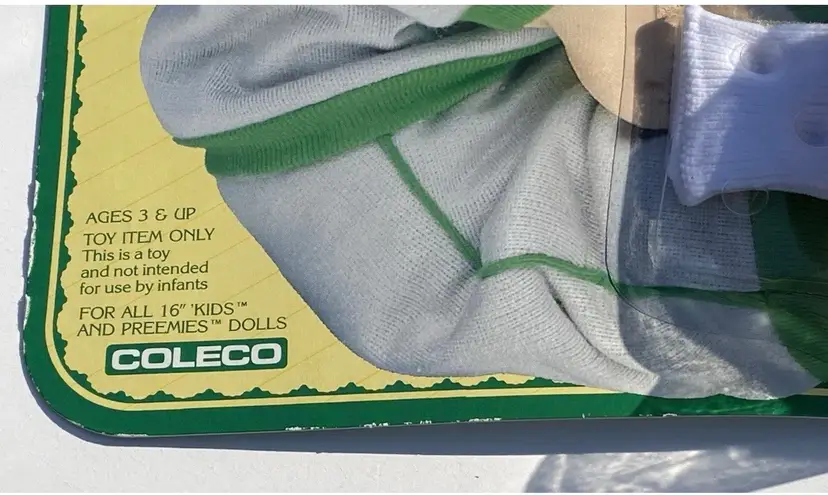 AGES 3 & UP
TOY ITEM ONLY
This is a toy
and not intended
for use by infants
FOR ALL 16" 'KIDS™
AND PREEMIES™ DOLLS
COLECO